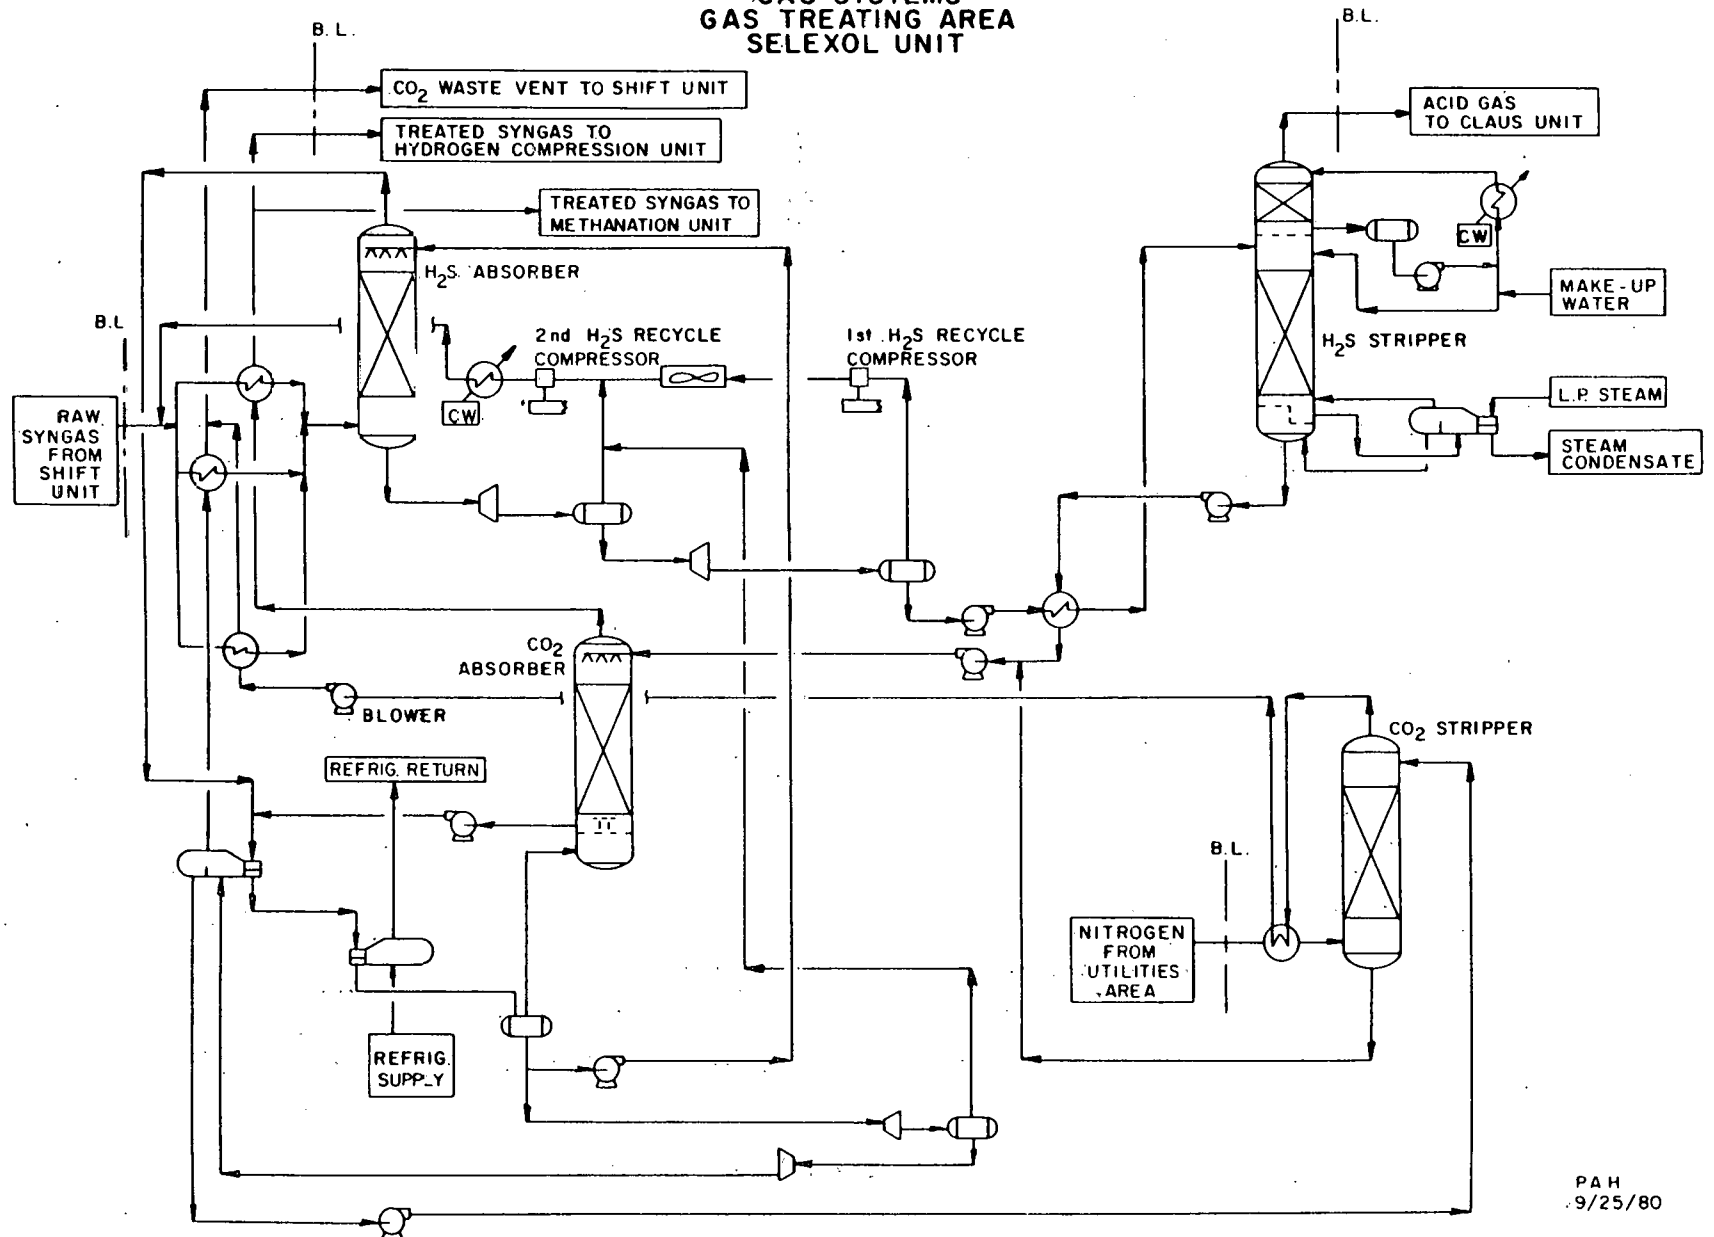 GAS SYSTEMS
GAS TREATING AREA
SELEXOL UNIT
B.L.
B.L.
CO2 WASTE VENT TO SHIFT UNIT
TREATED SYNGAS TO
HYDROGEN COMPRESSION UNIT
TREATED SYNGAS TO
METHANATION UNIT
ACID GAS
TO CLAUS UNIT
CW
H2S ABSORBER
MAKE-UP
WATER
B.L
2nd H2S RECYCLE
COMPRESSOR
1st H2S RECYCLE
COMPRESSOR
H2S STRIPPER
CW
L.P. STEAM
RAW
SYNGAS
FROM
SHIFT
UNIT
STEAM
CONDENSATE
CO2
ABSORBER
BLOWER
CO2 STRIPPER
REFRIG. RETURN
B.L.
NITROGEN
FROM
UTILITIES
AREA
REFRIG.
SUPPLY
PAH
9/25/80